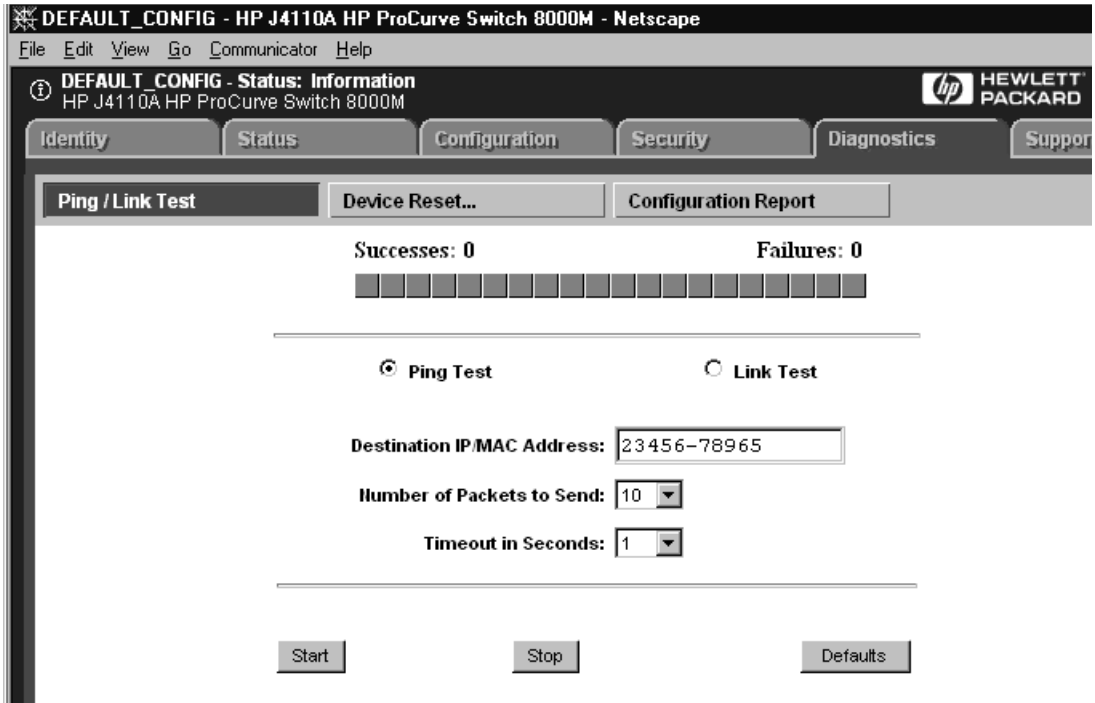 DEFAULT_CONFIG - HP J4110A HP ProCurve Switch 8000M - Netscape
File Edit View Go Communicator Help
DEFAULT_CONFIG - Status: Information
HP J4110A HP ProCurve Switch 8000M
hp HEWLETT PACKARD
Identity Status Configuration Security Diagnostics Suppor
Ping / Link Test Device Reset... Configuration Report
Successes: 0 Failures: 0
Ping Test Link Test
Destination IP/MAC Address: 23456-78965
Number of Packets to Send: 10
Timeout in Seconds: 1
Start Stop Defaults